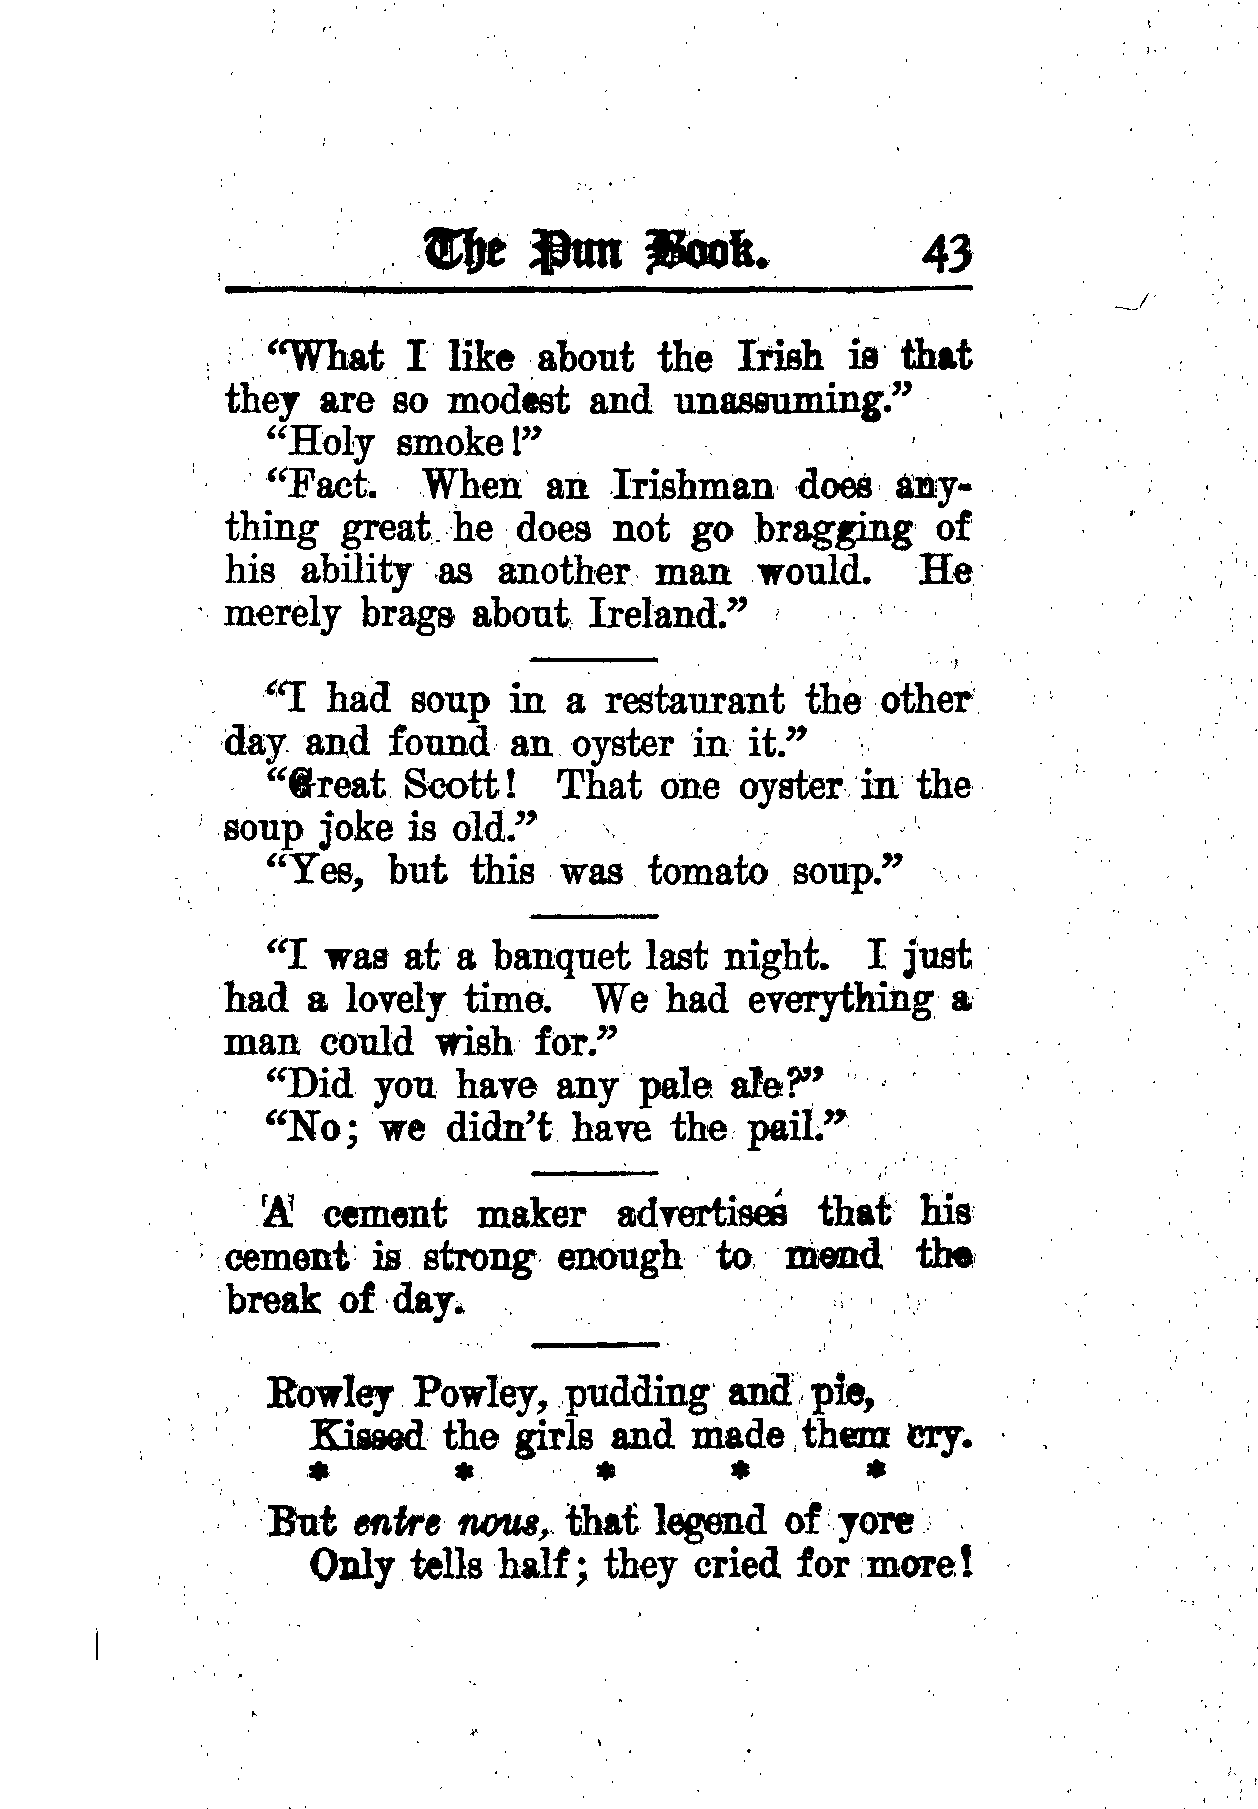 The Pun Book. 43
“What I like about the Irish is that
they are so modest and unassuming.”
“Holy smoke!”
“Fact. When an Irishman does any-
thing great he does not go bragging of
his ability as another man would. He
merely brags about Ireland.”
“I had soup in a restaurant the other
day and found an oyster in it.”
“Great Scott! That one oyster in the
soup joke is old.”
“Yes, but this was tomato soup.”
“I was at a banquet last night. I just
had a lovely time. We had everything a
man could wish for.”
“Did you have any pale ale?”
“No; we didn’t have the pail.”
A cement maker advertises that his
cement is strong enough to mend the
break of day.
Rowley Powley, pudding and pie,
Kissed the girls and made them cry.
* * * * *
But entre nous, that legend of yore
Only tells half; they cried for more!